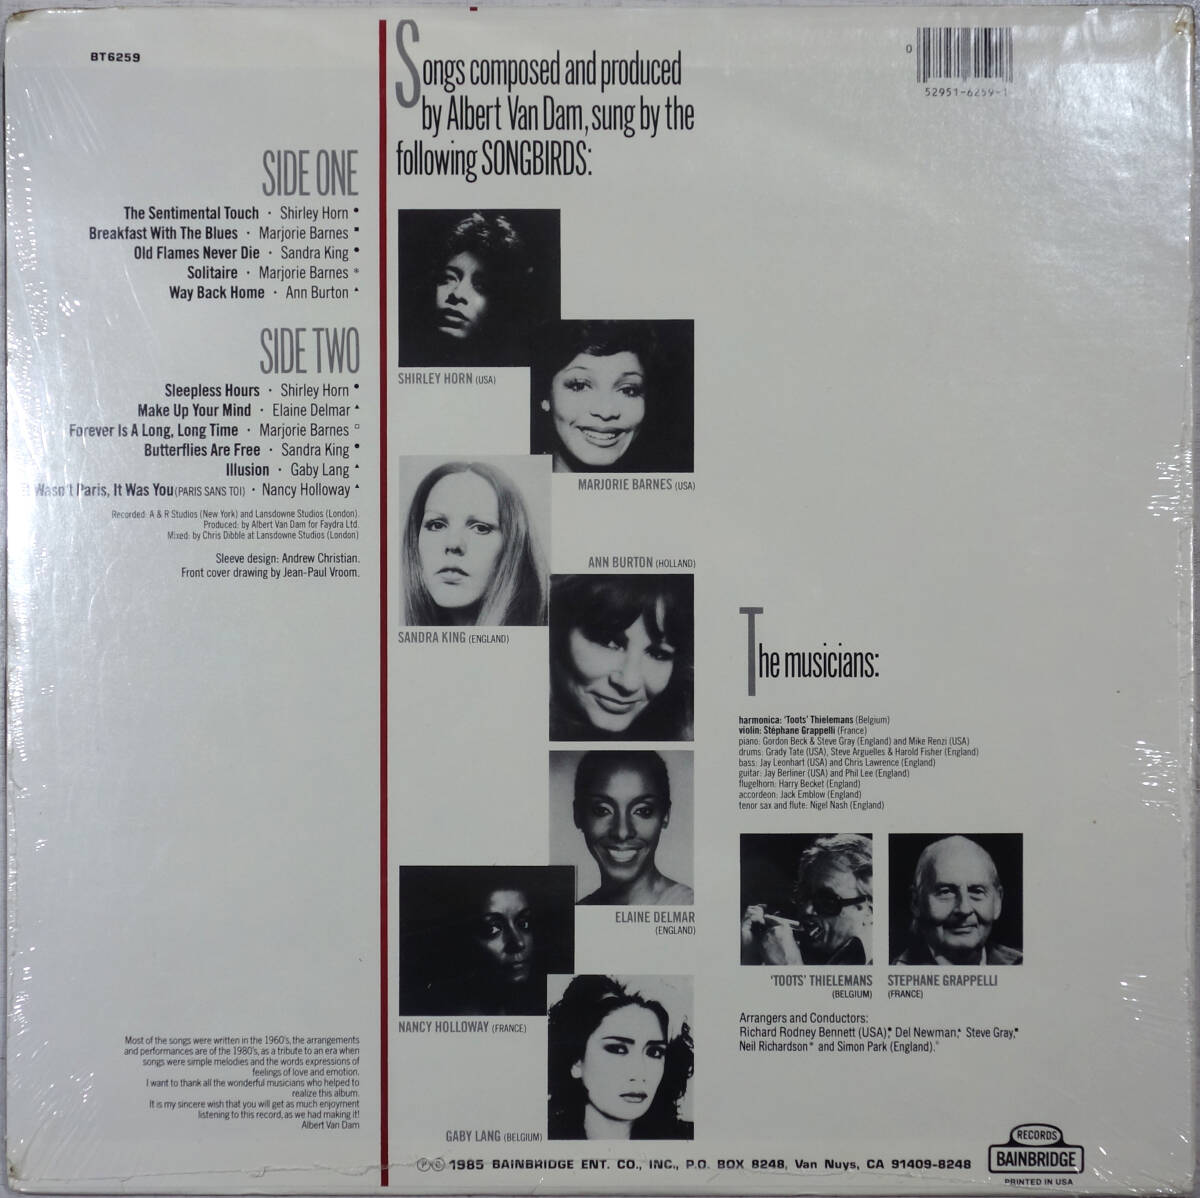 BT6259
SIDE ONE
The Sentimental Touch · Shirley Horn ●
Breakfast With The Blues · Marjorie Barnes ■
Old Flames Never Die · Sandra King ●
Solitaire · Marjorie Barnes *
Way Back Home · Ann Burton ▲
SIDE TWO
Sleepless Hours · Shirley Horn ●
Make Up Your Mind · Elaine Delmar ▲
Forever Is A Long, Long Time · Marjorie Barnes □
Butterflies Are Free · Sandra King ●
Illusion · Gaby Lang ▲
It Wasn't Paris, It Was You (PARIS SANS TOI) · Nancy Holloway ▲
Recorded: A & R Studios (New York) and Lansdowne Studios (London).
Produced: by Albert Van Dam for Faydra Ltd.
Mixed: by Chris Dibble at Lansdowne Studios (London)
Sleeve design: Andrew Christian.
Front cover drawing by Jean-Paul Vroom.
Most of the songs were written in the 1960's, the arrangements
and performances are of the 1980's, as a tribute to an era when
songs were simple melodies and the words expressions of
feelings of love and emotion.
I want to thank all the wonderful musicians who helped to
realize this album.
It is my sincere wish that you will get as much enjoyment
listening to this record, as we had making it!
Albert Van Dam
Songs composed and produced
by Albert Van Dam, sung by the
following SONGBIRDS:
SHIRLEY HORN (USA)
MARJORIE BARNES (USA)
ANN BURTON (HOLLAND)
SANDRA KING (ENGLAND)
ELAINE DELMAR
(ENGLAND)
NANCY HOLLOWAY (FRANCE)
GABY LANG (BELGIUM)
0
52951-6259-1
The musicians:
harmonica: 'Toots' Thielemans (Belgium)
violin: Stéphane Grappelli (France)
piano: Gordon Beck & Steve Gray (England) and Mike Renzi (USA)
drums: Grady Tate (USA), Steve Arguelles & Harold Fisher (England)
bass: Jay Leonhart (USA) and Chris Lawrence (England)
guitar: Jay Berliner (USA) and Phil Lee (England)
flugelhorn: Harry Becket (England)
accordeon: Jack Emblow (England)
tenor sax and flute: Nigel Nash (England)
'TOOTS' THIELEMANS
(BELGIUM)
STEPHANE GRAPPELLI
(FRANCE)
Arrangers and Conductors:
Richard Rodney Bennett (USA),● Del Newman,▲ Steve Gray,■
Neil Richardson* and Simon Park (England).□
℗© 1985 BAINBRIDGE ENT. CO., INC., P.O. BOX 8248, Van Nuys, CA 91409-8248
RECORDS
BAINBRIDGE
PRINTED IN USA